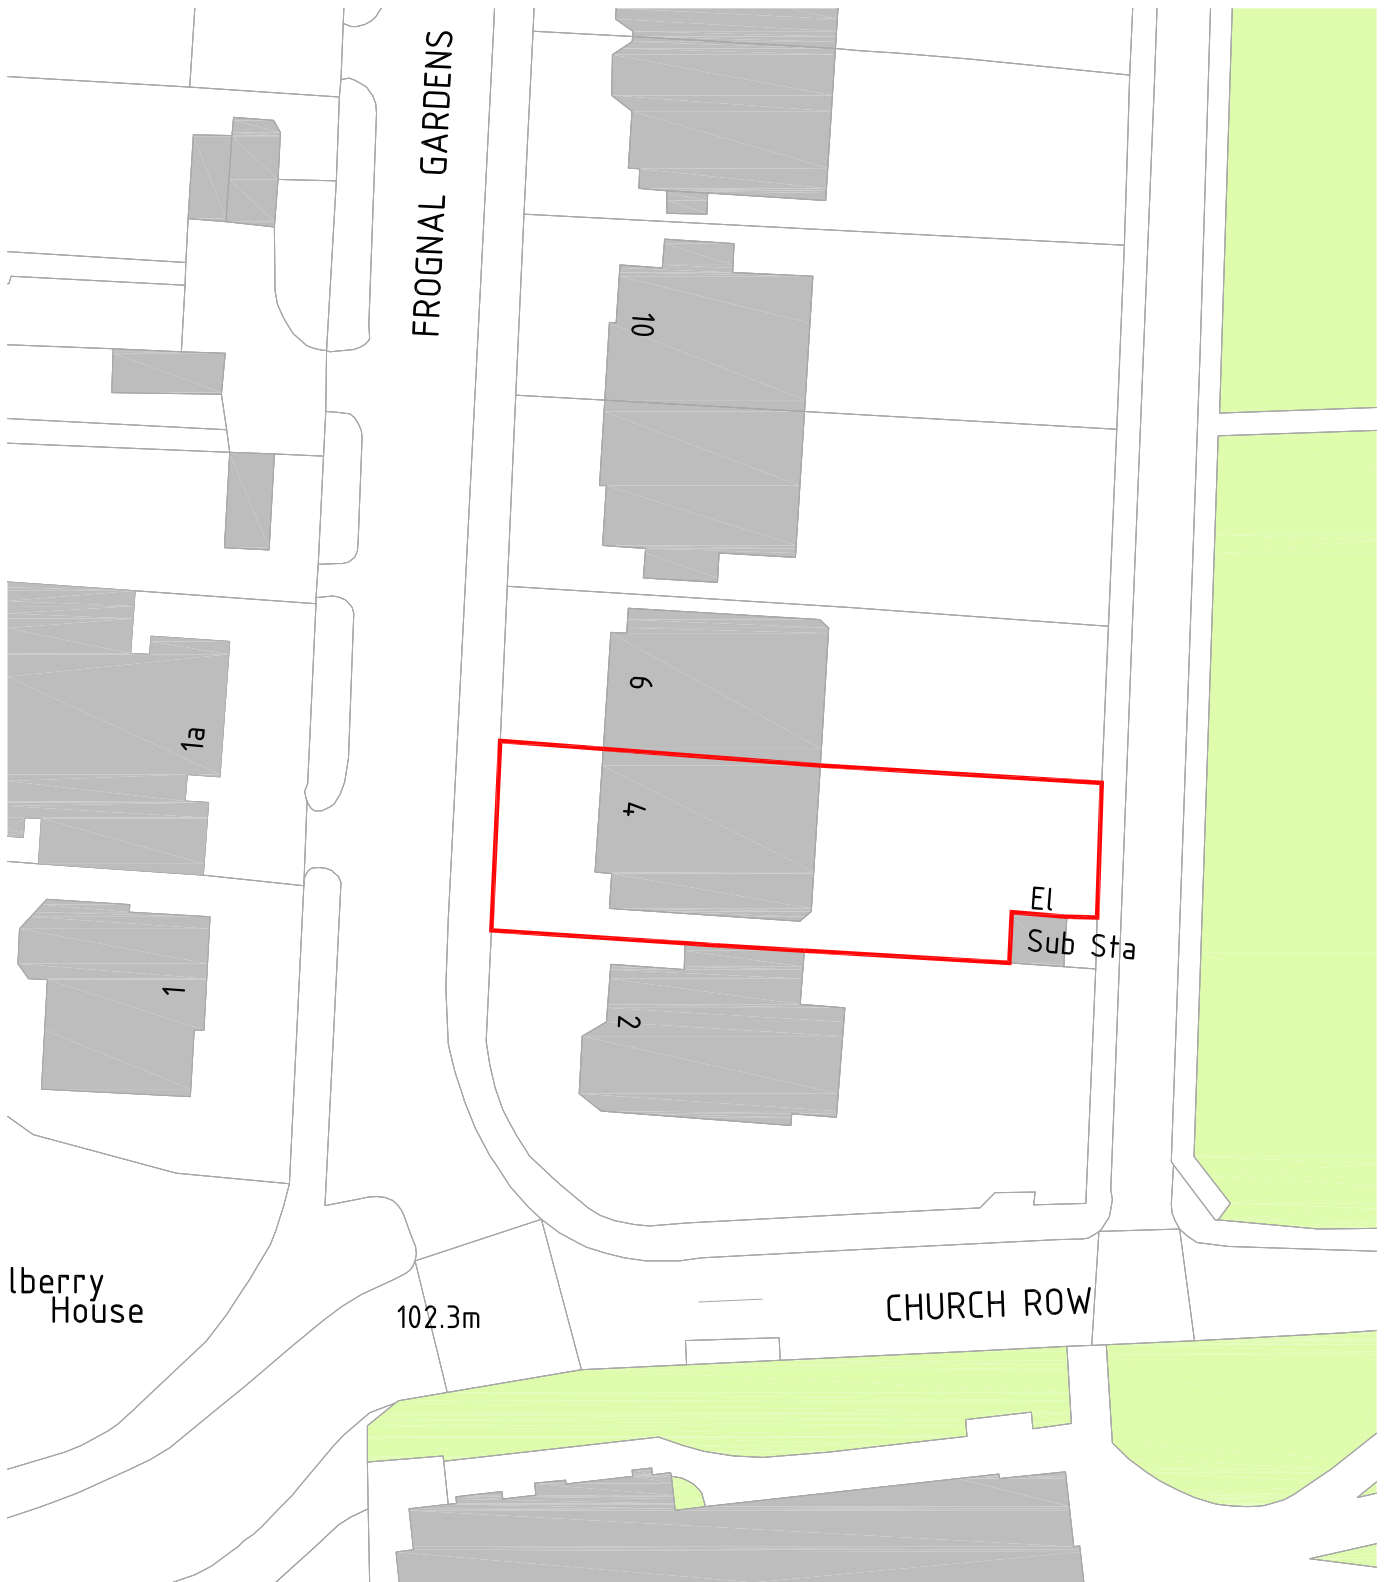 FROGNAL GARDENS
10
6
1a
4
El
Sub Sta
1
2
lberry
House
102.3m
CHURCH ROW